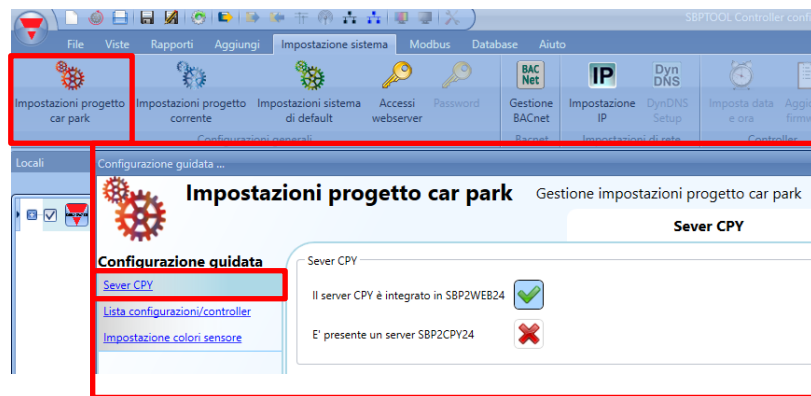 SBPTOOL Controller confi
File Viste Rapporti Aggiungi Impostazione sistema Modbus Database Aiuto
BAC Net IP Dyn DNS
Impostazioni progetto car park Impostazioni progetto corrente Impostazioni sistema di default Accessi webserver Password Gestione BACnet Impostazione IP DynDNS Setup Imposta data e ora Aggi firmw
Configurazioni generali Bacnet Impostazioni di rete Controller
Locali Configurazione guidata ...
Impostazioni progetto car park Gestione impostazioni progetto car park
Sever CPY
Configurazione guidata Sever CPY
Sever CPY
Il server CPY è integrato in SBP2WEB24
Lista configurazioni/controller
Impostazione colori sensore E' presente un server SBP2CPY24